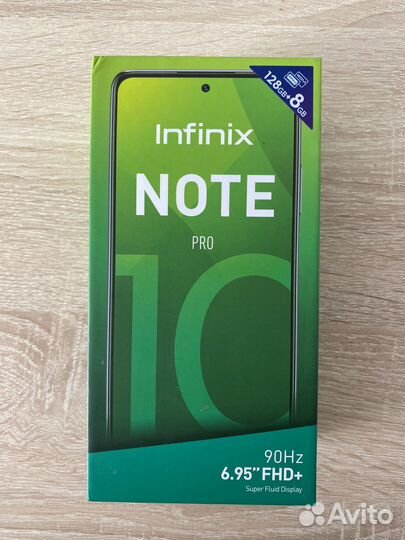 128GB+8GB
Infinix
NOTE
PRO
10
90Hz
6.95” FHD+
Super Fluid Display
Avito